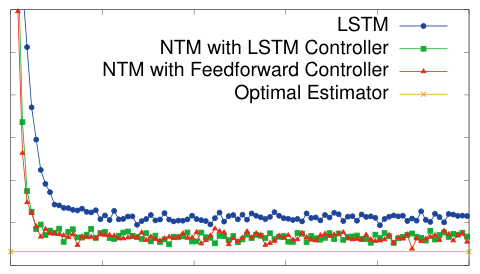 LSTM
NTM with LSTM Controller
NTM with Feedforward Controller
Optimal Estimator